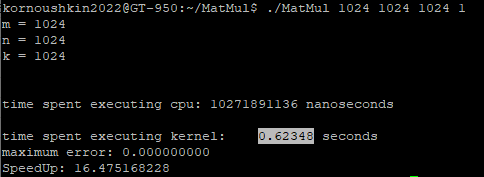 kornoushkin2022@GT-950:~/MatMul$ ./MatMul 1024 1024 1024 1
m = 1024
n = 1024
k = 1024
time spent executing cpu: 10271891136 nanoseconds
time spent executing kernel: 0.62348 seconds
maximum error: 0.000000000
SpeedUp: 16.475168228